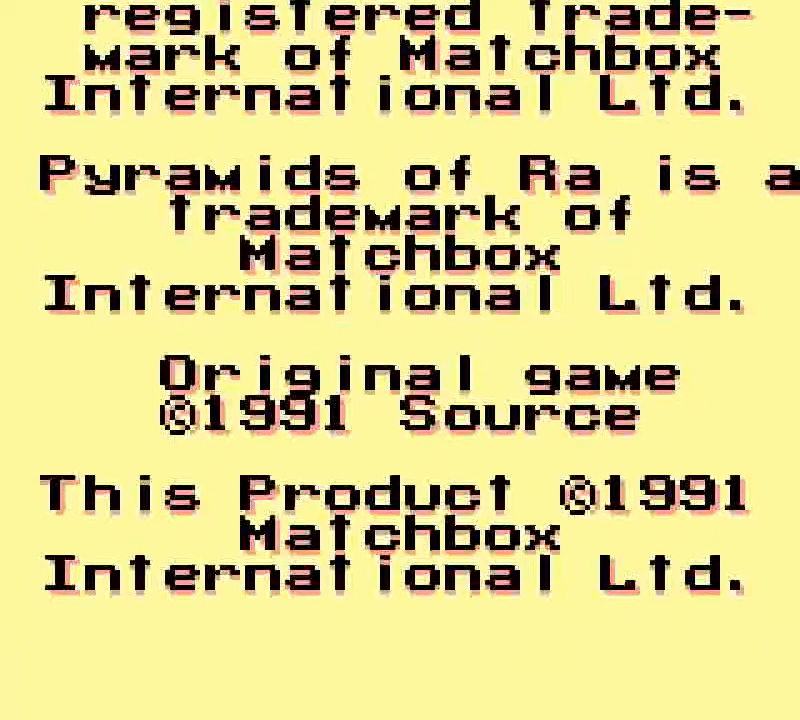 registered trade-
mark of Matchbox
International Ltd.
Pyramids of Ra is a
trademark of
Matchbox
International Ltd.
Original game
©1991 Source
This Product ©1991
Matchbox
International Ltd.